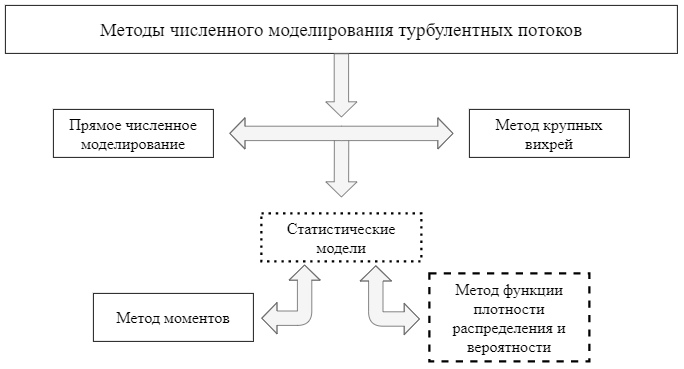 Методы численного моделирования турбулентных потоков
Прямое численное
моделирование
Метод крупных
вихрей
Статистические
модели
Метод моментов
Метод функции
плотности
распределения и
вероятности